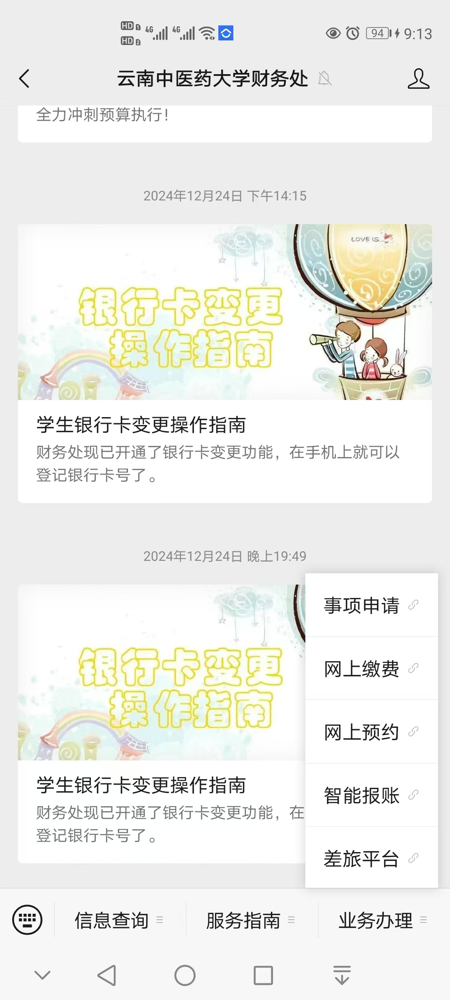 HD 1 4G 4G 94 9:13
HD 2
云南中医药大学财务处
全力冲刺预算执行!
2024年12月24日 下午14:15
LOVE IS...
银行卡变更
操作指南
学生银行卡变更操作指南
财务处现已开通了银行卡变更功能，在手机上就可以
登记银行卡号了。
2024年12月24日 晚上19:49
银行卡变更
操作指南
学生银行卡变更操作指南
财务处现已开通了银行卡变更功能，在
登记银行卡号了。
事项申请
网上缴费
网上预约
智能报账
差旅平台
信息查询
服务指南
业务办理